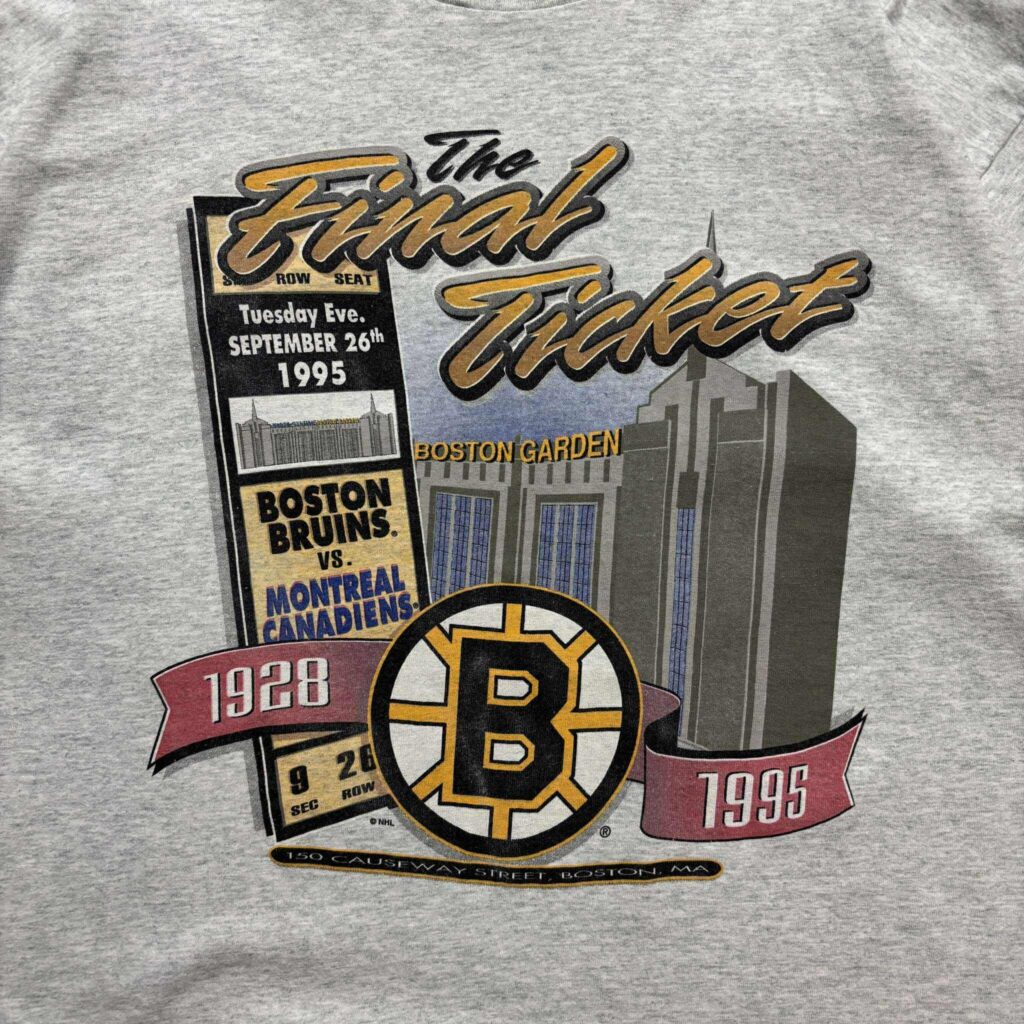 The
Final
Ticket
ROW SEAT
Tuesday Eve.
SEPTEMBER 26th
1995
BOSTON GARDEN
BOSTON
BRUINS.
VS.
MONTREAL
CANADIENS.
1928
B
1995
9 26
SEC ROW
© NHL
®
150 CAUSEWAY STREET, BOSTON, MA